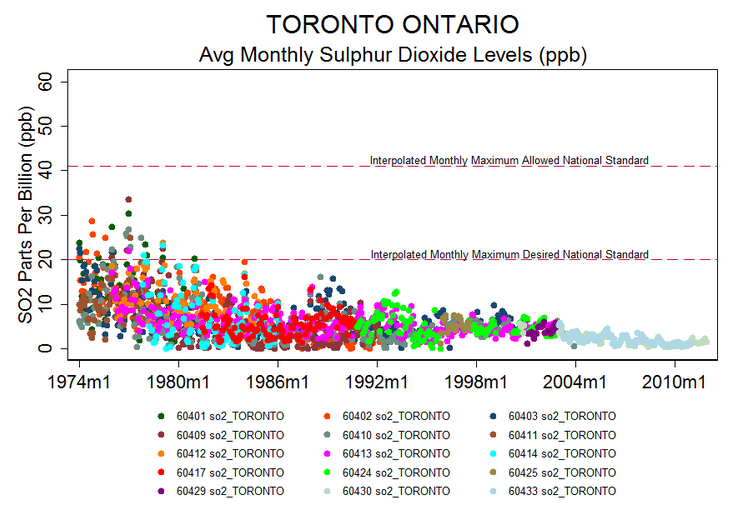 TORONTO ONTARIO
Avg Monthly Sulphur Dioxide Levels (ppb)
SO2 Parts Per Billion (ppb)
60
50
40
30
20
10
0
Interpolated Monthly Maximum Allowed National Standard
Interpolated Monthly Maximum Desired National Standard
1974m1 1980m1 1986m1 1992m1 1998m1 2004m1 2010m1
60401 so2_TORONTO 60402 so2_TORONTO 60403 so2_TORONTO
60409 so2_TORONTO 60410 so2_TORONTO 60411 so2_TORONTO
60412 so2_TORONTO 60413 so2_TORONTO 60414 so2_TORONTO
60417 so2_TORONTO 60424 so2_TORONTO 60425 so2_TORONTO
60429 so2_TORONTO 60430 so2_TORONTO 60433 so2_TORONTO